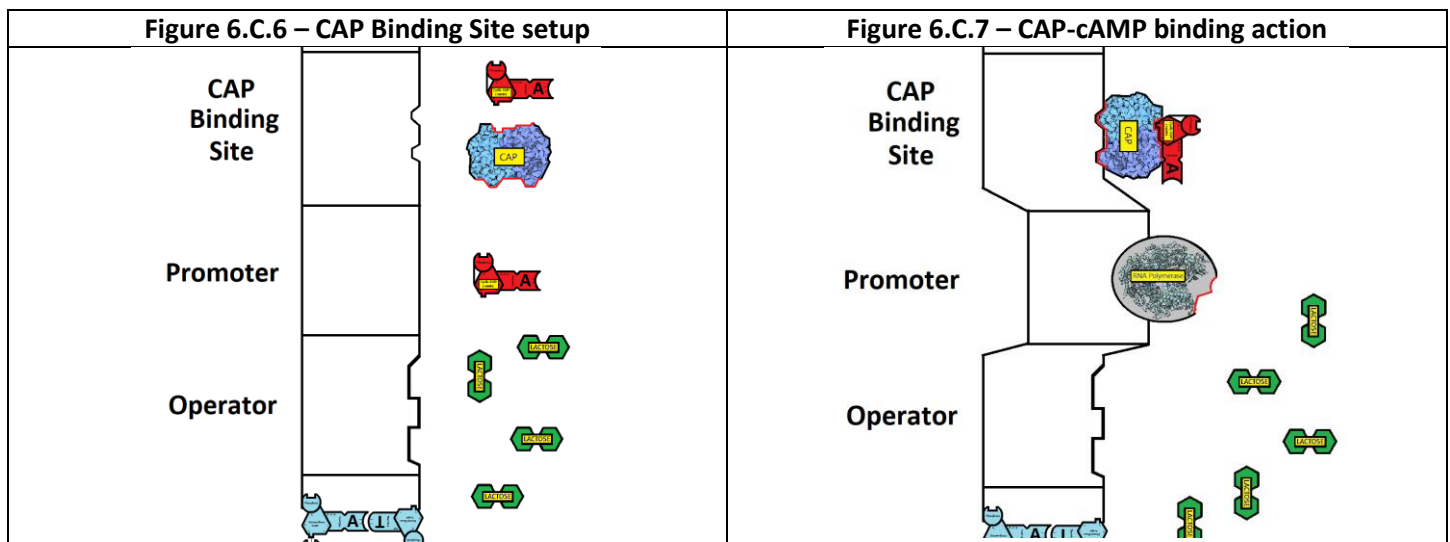 Figure 6.C.6 – CAP Binding Site setup
CAP
Binding
Site
A
CAP
Promoter
A
LACTOSE
LACTOSE
Operator
LACTOSE
LACTOSE
A T
Figure 6.C.7 – CAP-cAMP binding action
CAP
Binding
Site
CAP
A
Promoter
RNA Polymerase
LACTOSE
LACTOSE
Operator
LACTOSE
LACTOSE
LACTOSE
A T